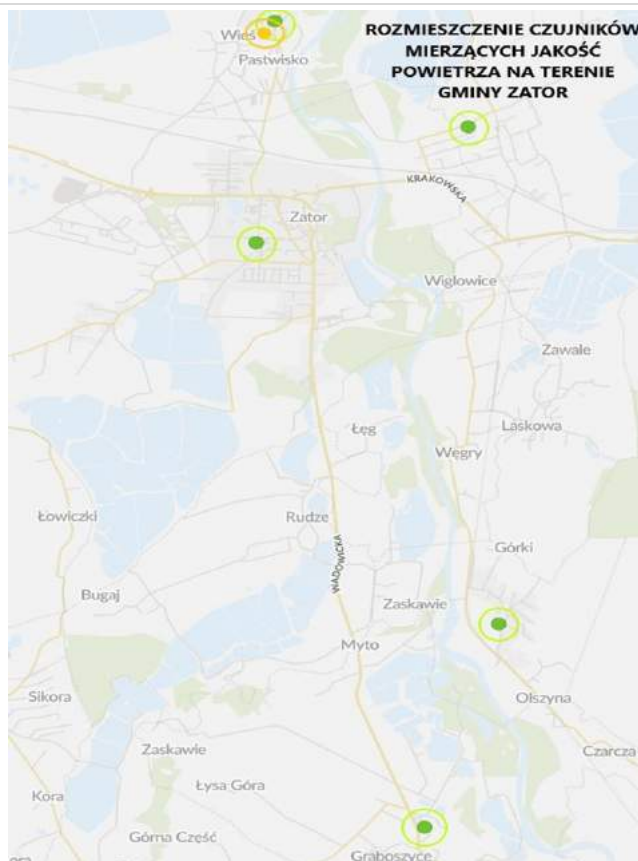 ROZMIESZCZENIE CZUJNIKÓW
MIERZĄCYCH JAKOŚĆ
POWIETRZA NA TERENIE
GMINY ZATOR
Wieś
Pastwisko
KRAKOWSKA
Zator
Wiglowice
Zawale
Łęg
Laskowa
Węgry
Łowiczki
Rudze
Górki
WADOWICKA
Bugaj
Zaskawie
Myto
Sikora
Olszyna
Zaskawie
Czarcza
Kora
Łysa Góra
Górna Część
Graboszyce